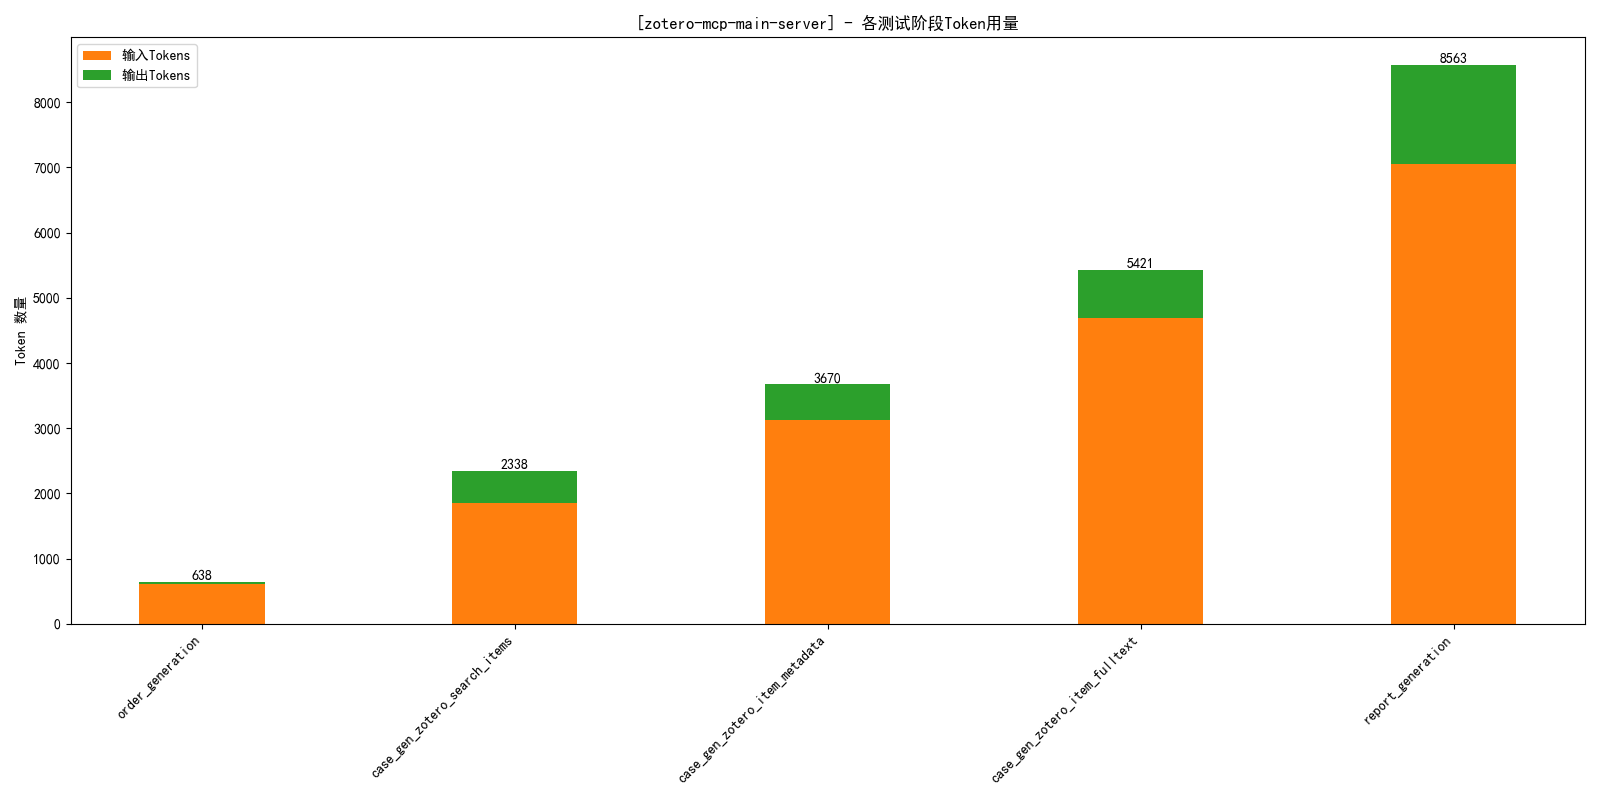 [zotero-mcp-main-server] - 各测试阶段Token用量
输入Tokens
输出Tokens
Token 数量
8000
7000
6000
5000
4000
3000
2000
1000
0
638
2338
3670
5421
8563
order_generation
case_gen_zotero_search_items
case_gen_zotero_item_metadata
case_gen_zotero_item_fulltext
report_generation